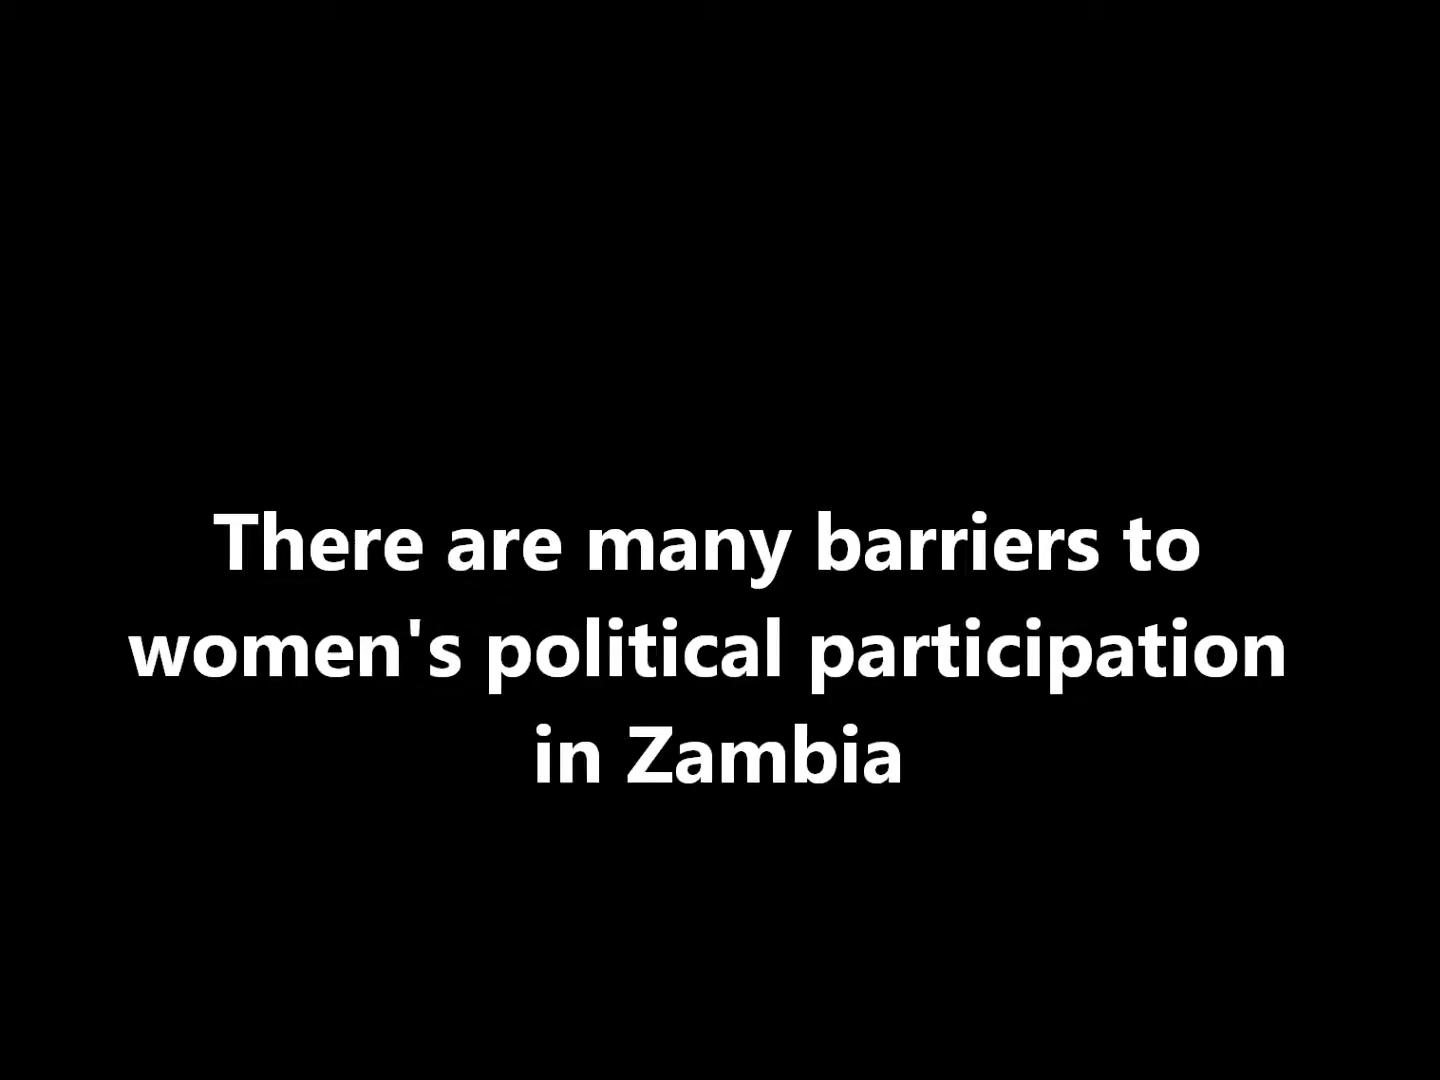 There are many barriers to
women's political participation
in Zambia